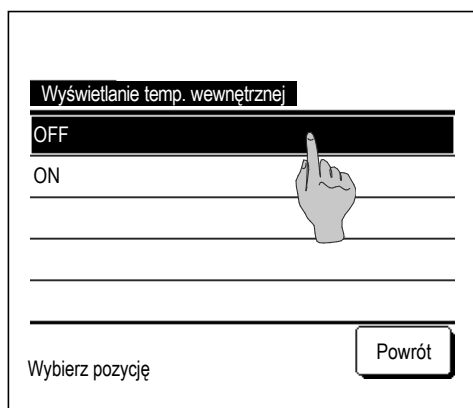 Wyświetlanie temp. wewnętrznej
OFF
ON
Wybierz pozycję
Powrót